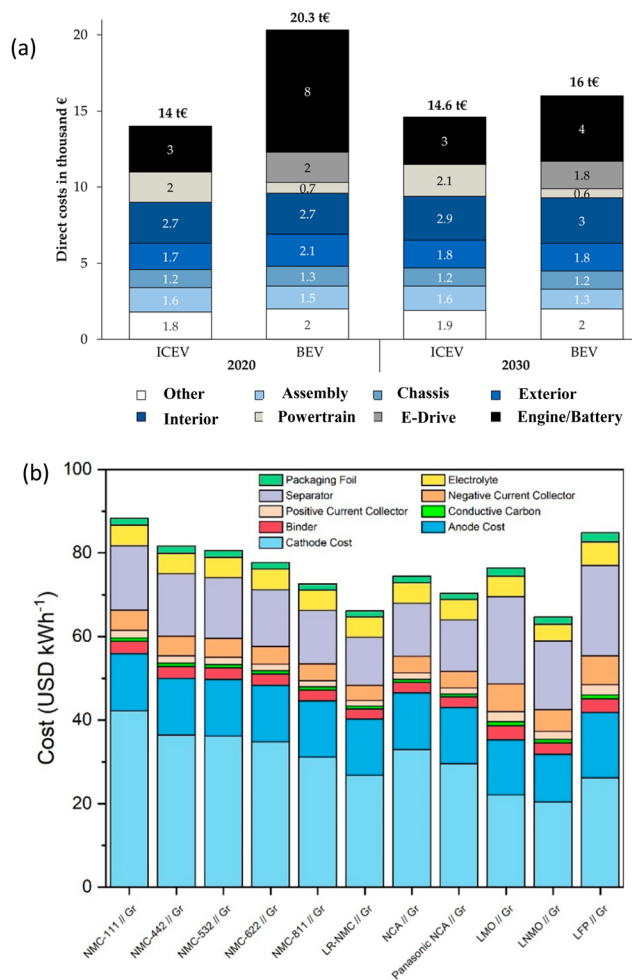 (a)
Direct costs in thousand €
20
15
10
5
0
14 t€
3
2
2.7
1.7
1.2
1.6
1.8
20.3 t€
8
2
0.7
2.7
2.1
1.3
1.5
2
14.6 t€
3
2.1
2.9
1.8
1.2
1.6
1.9
16 t€
4
1.8
0.6
3
1.8
1.2
1.3
2
ICEV
BEV
ICEV
BEV
2020
2030
Other
Assembly
Chassis
Exterior
Interior
Powertrain
E-Drive
Engine/Battery
(b)
Cost (USD kWh⁻¹)
100
80
60
40
20
0
Packaging Foil
Electrolyte
Separator
Negative Current Collector
Positive Current Collector
Conductive Carbon
Binder
Anode Cost
Cathode Cost
NMC-111 // Gr
NMC-442 // Gr
NMC-532 // Gr
NMC-622 // Gr
NMC-811 // Gr
LR-NMC // Gr
NCA // Gr
Panasonic NCA // Gr
LMO // Gr
LNMO // Gr
LFP // Gr